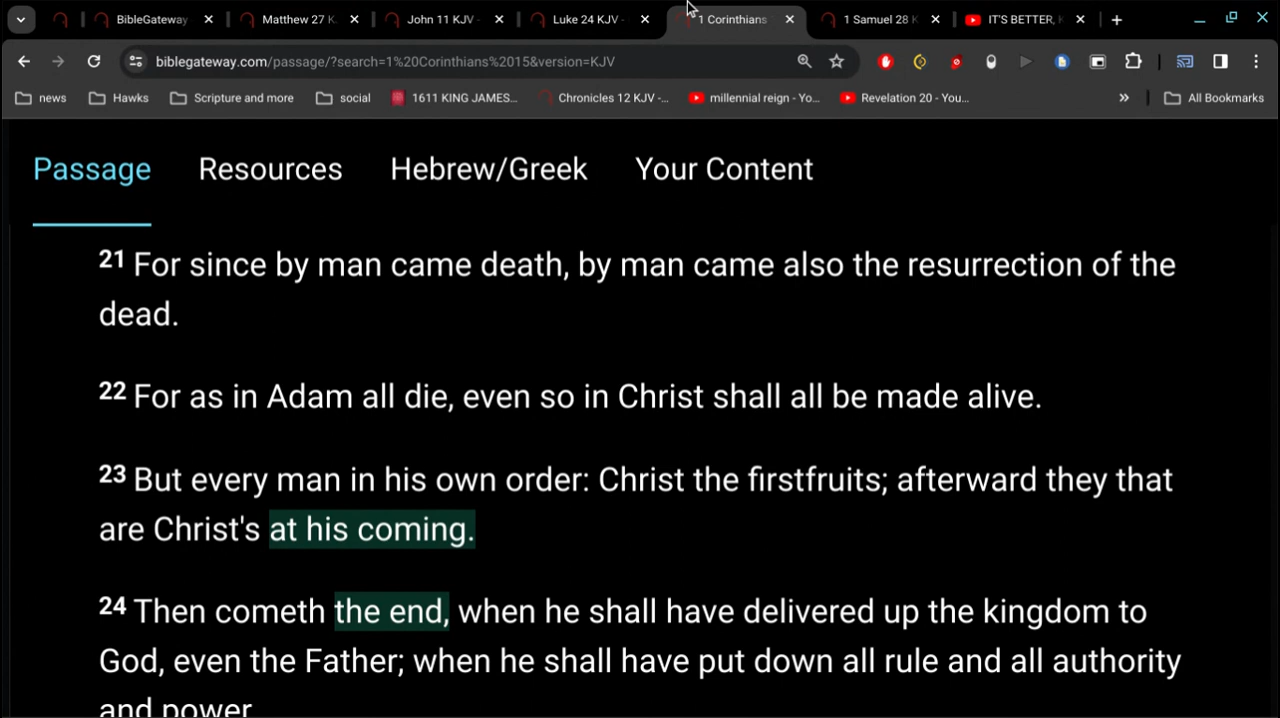 BibleGateway
Matthew 27 K
John 11 KJV -
Luke 24 KJV -
1 Corinthians
1 Samuel 28 K
IT'S BETTER,
biblegateway.com/passage/?search=1%20Corinthians%2015&version=KJV
news
Hawks
Scripture and more
social
1611 KING JAMES...
Chronicles 12 KJV -...
millennial reign - Yo...
Revelation 20 - You...
»
All Bookmarks
Passage
Resources
Hebrew/Greek
Your Content
21 For since by man came death, by man came also the resurrection of the
dead.
22 For as in Adam all die, even so in Christ shall all be made alive.
23 But every man in his own order: Christ the firstfruits; afterward they that
are Christ's at his coming.
24 Then cometh the end, when he shall have delivered up the kingdom to
God, even the Father; when he shall have put down all rule and all authority
and power